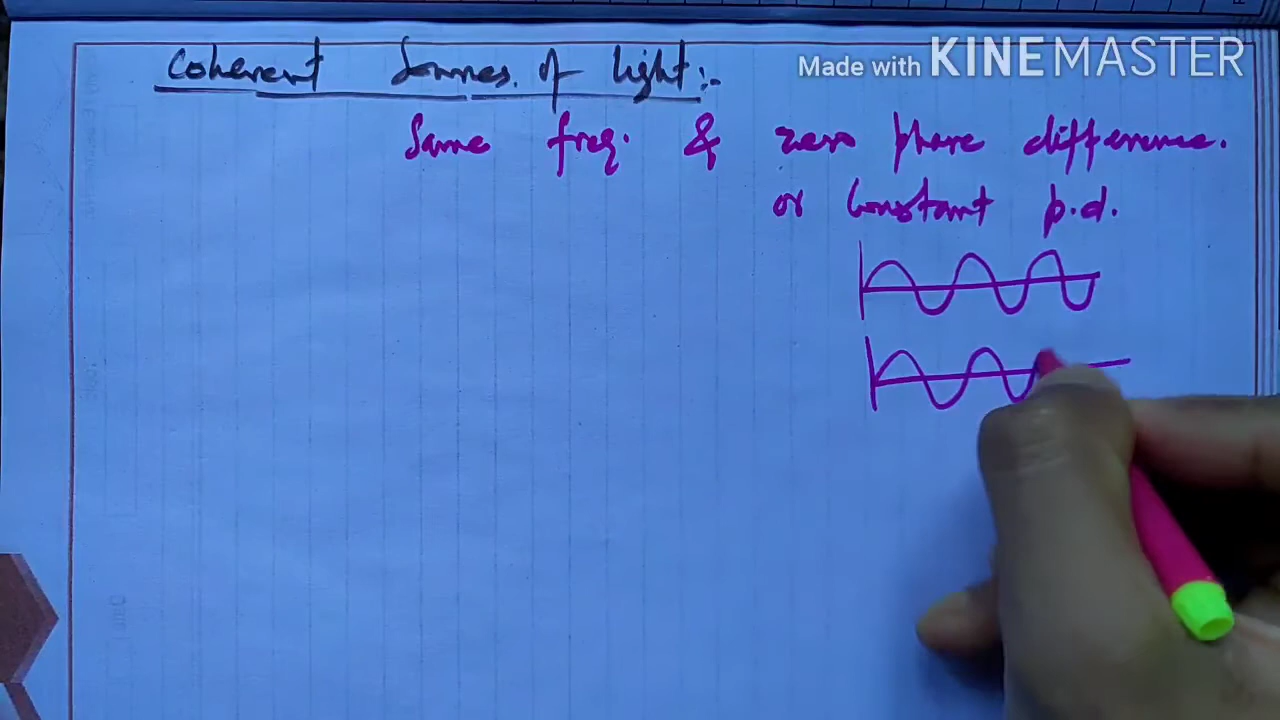 Made with KINEMASTER
Coherent Sources of light:-
Same freq. & zero phase difference.
or Constant p.d.